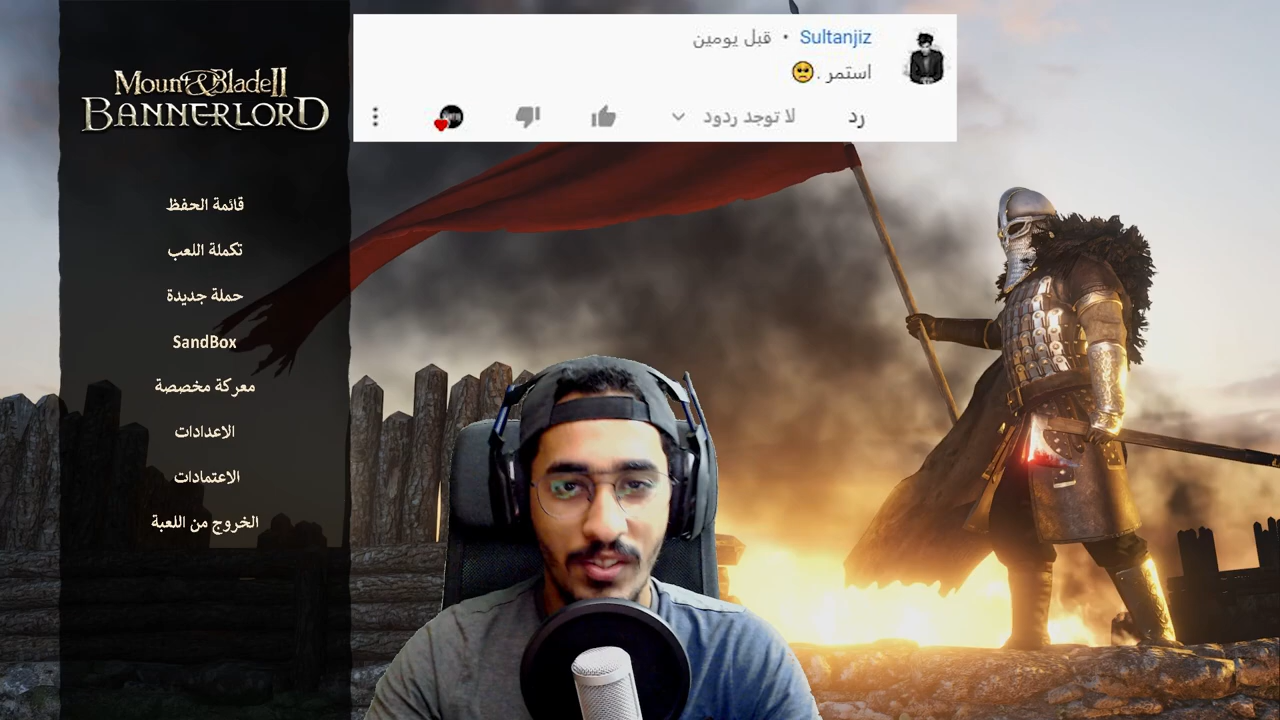 MOUNT & BLADE II
BANNERLORD
قائمة الحفظ
تكملة اللعب
حملة جديدة
SandBox
معركة مخصصة
الاعدادات
الاعتمادات
الخروج من اللعبة
Sultanjiz • قبل يومين
استمر .🥺
رد لا توجد ردود